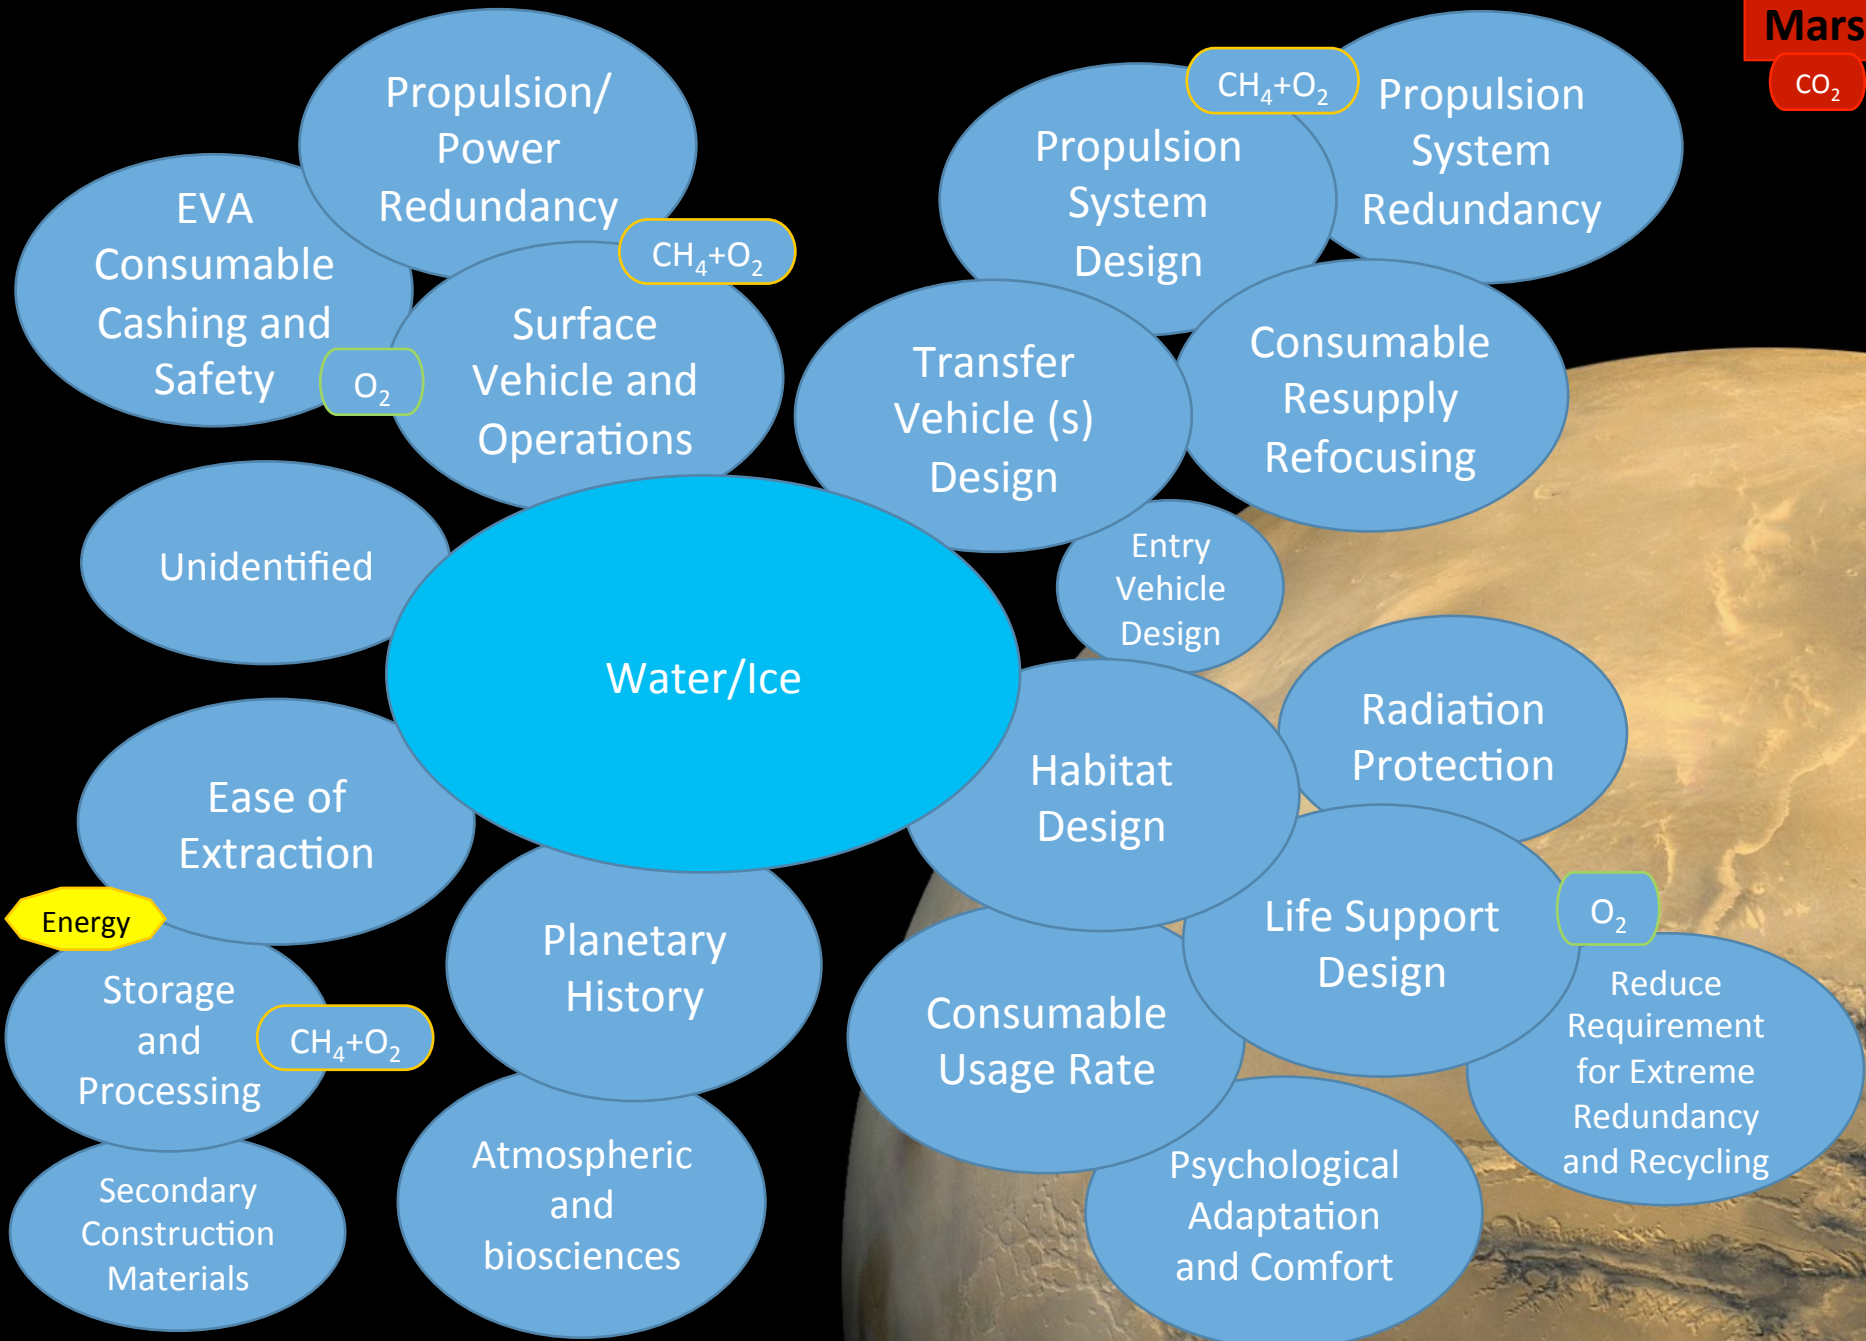 Mars
CO₂
Propulsion/
Power
Redundancy
EVA
Consumable
Cashing and
Safety
CH₄+O₂
O₂
Surface
Vehicle and
Operations
CH₄+O₂
Propulsion
System
Design
Propulsion
System
Redundancy
Transfer
Vehicle (s)
Design
Consumable
Resupply
Refocusing
Entry
Vehicle
Design
Unidentified
Water/Ice
Ease of
Extraction
Energy
Storage
and
Processing
CH₄+O₂
Secondary
Construction
Materials
Planetary
History
Atmospheric
and
biosciences
Habitat
Design
Radiation
Protection
Life Support
Design
O₂
Consumable
Usage Rate
Reduce
Requirement
for Extreme
Redundancy
and Recycling
Psychological
Adaptation
and Comfort